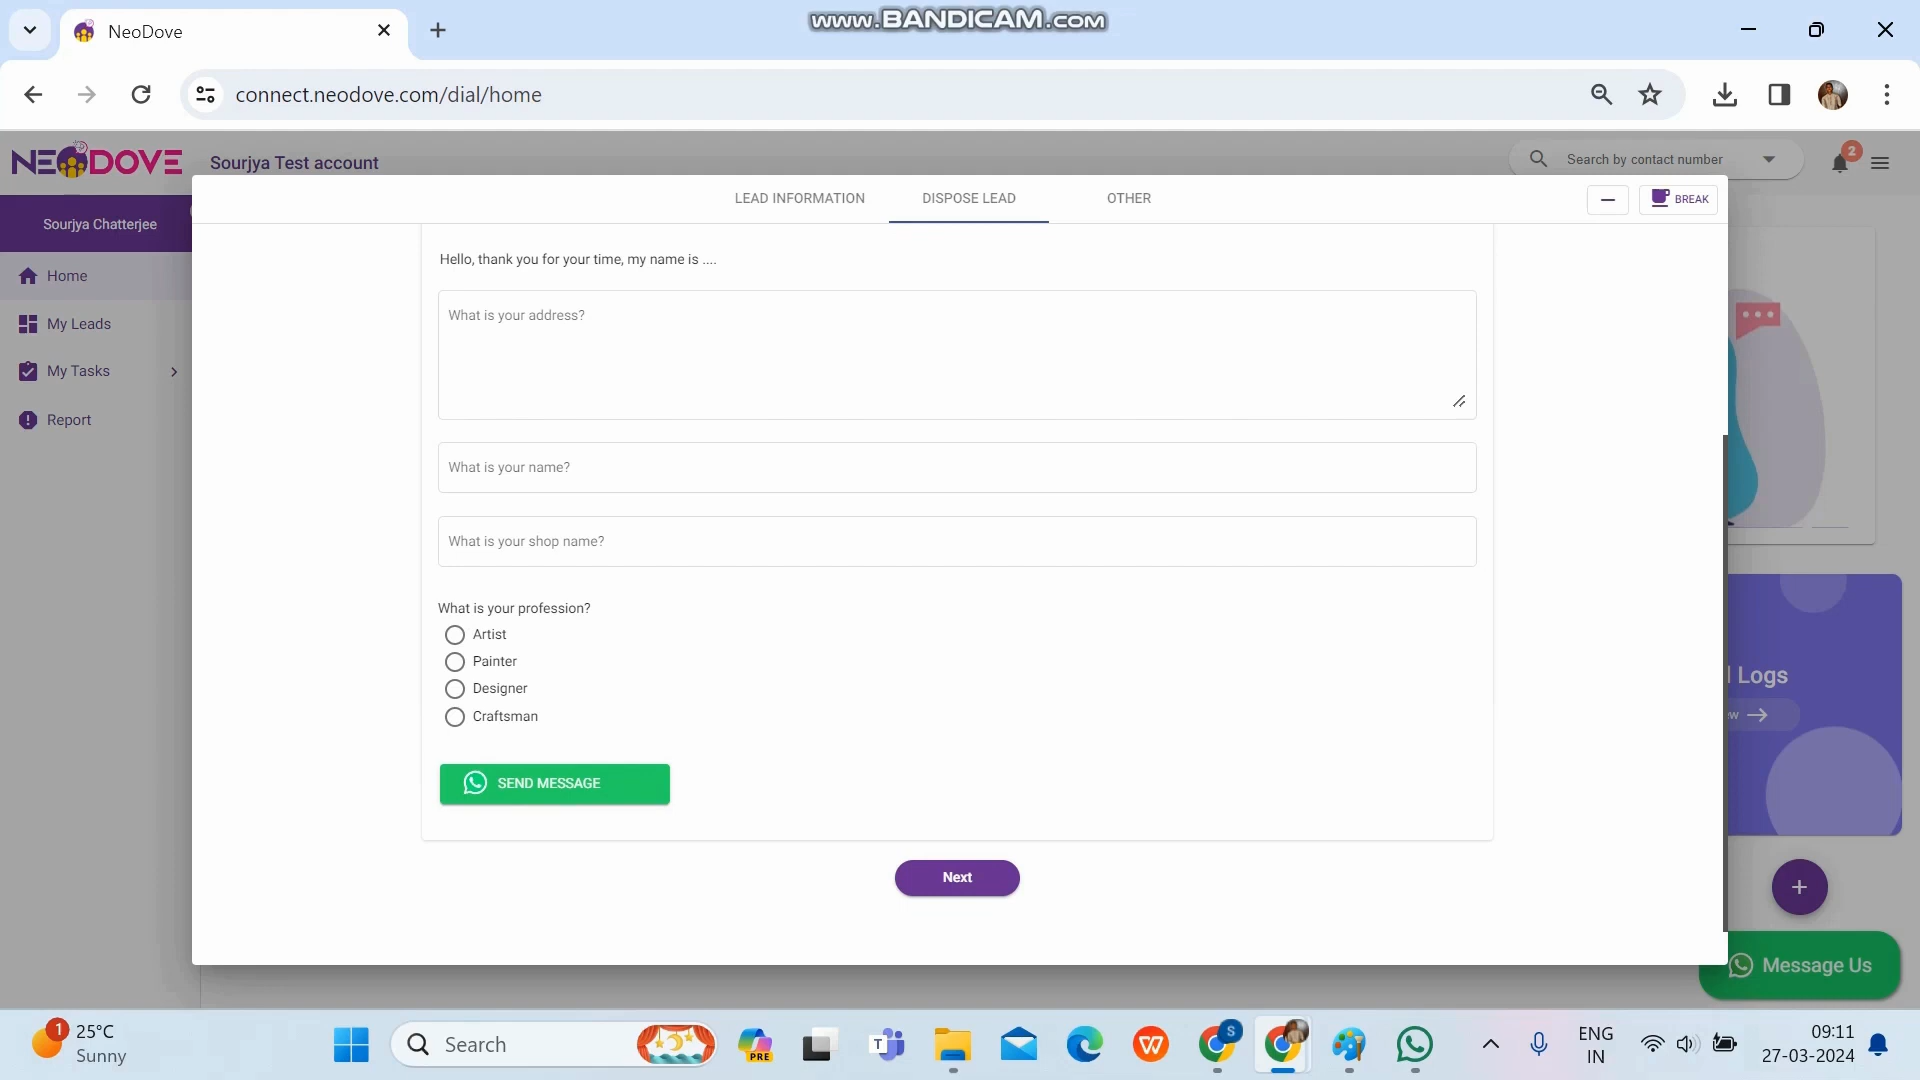 NeoDove
www.BANDICAM.com
connect.neodove.com/dial/home
NEODOVE
Sourjya Test account
Search by contact number
2
LEAD INFORMATION
DISPOSE LEAD
OTHER
BREAK
Sourjya Chatterjee
Home
My Leads
My Tasks
Report
Hello, thank you for your time, my name is ....
What is your address?
What is your name?
What is your shop name?
What is your profession?
Artist
Painter
Designer
Craftsman
SEND MESSAGE
Next
Logs
Message Us
1
25°C
Sunny
Search
PRE
T
W
S
ENG
IN
09:11
27-03-2024